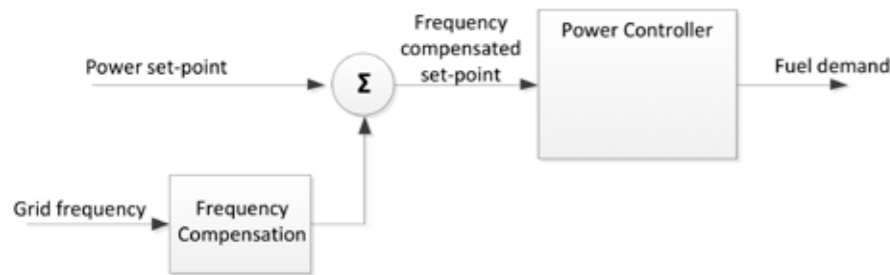 Power set-point
Σ
Frequency
compensated
set-point
Power Controller
Fuel demand
Grid frequency
Frequency
Compensation